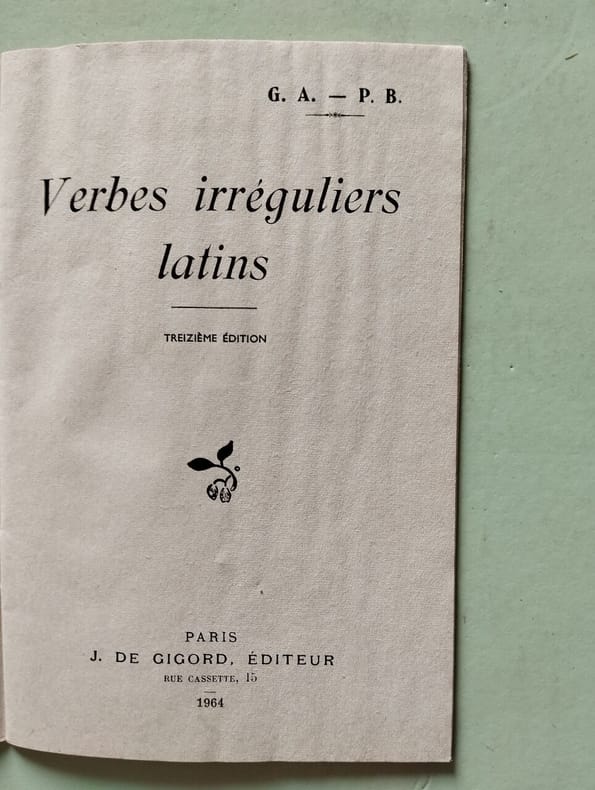 G. A. — P. B.
Verbes irréguliers
latins
TREIZIÈME ÉDITION
PARIS
J. DE GIGORD, ÉDITEUR
RUE CASSETTE, 15
1964